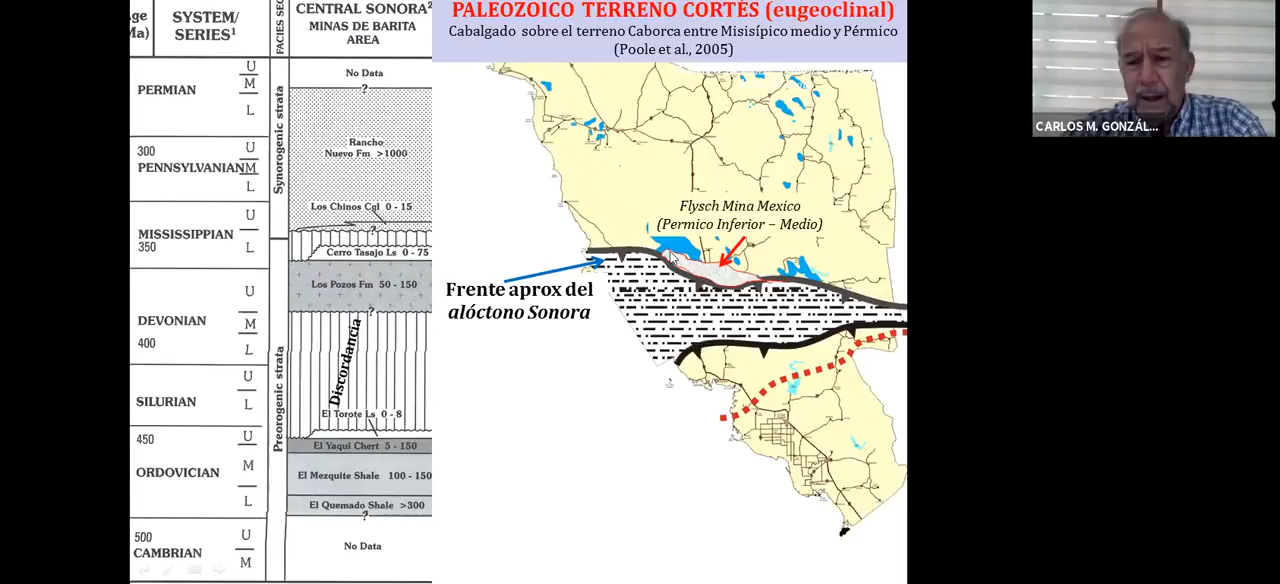 ge
Ma)
SYSTEM/
SERIES¹
FACIES SEC
CENTRAL SONORA²
MINAS DE BARITA
AREA
PERMIAN
U
M
L
300
PENNSYLVANIAN
U
M
L
MISSISSIPPIAN
350
U
L
DEVONIAN
400
U
M
L
SILURIAN
U
L
450
ORDOVICIAN
U
M
L
500
CAMBRIAN
U
M
Synorogenic strata
Preorogenic strata
No Data
?
Rancho
Nuevo Fm >1000
Los Chinos Cgl 0 - 15
?
Cerro Tasajo Ls 0 - 75
Los Pozos Fm 50 - 150
?
Discordancia
El Torote Ls 0 - 8
El Yaqui Chert 5 - 150
El Mezquite Shale 100 - 150
El Quemado Shale >300
?
No Data
PALEOZOICO TERRENO CORTÉS (eugeoclinal)
Cabalgado sobre el terreno Caborca entre Misisípico medio y Pérmico
(Poole et al., 2005)
Flysch Mina Mexico
(Permico Inferior – Medio)
Frente aprox del
alóctono Sonora
CARLOS M. GONZÁL...